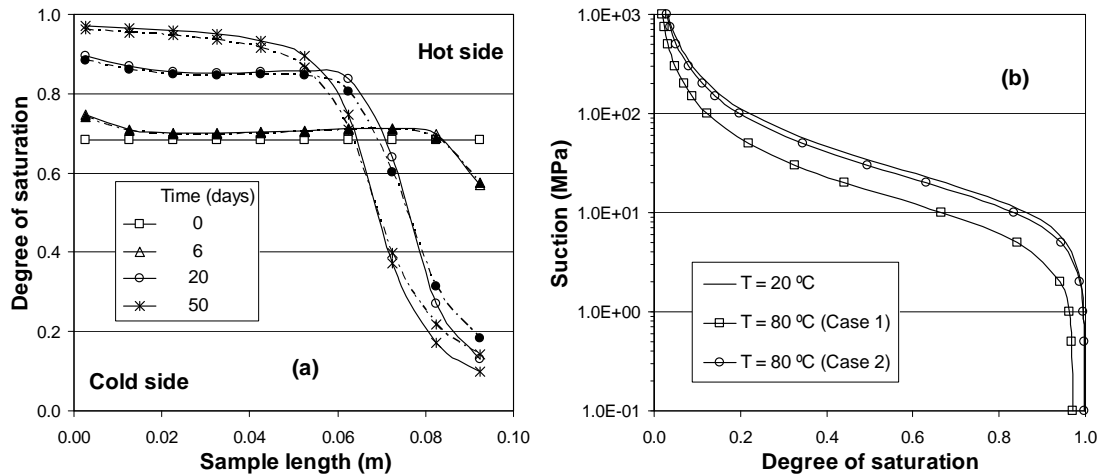 1.0
0.8
0.6
0.4
0.2
0.0
Degree of saturation
Hot side
Time (days)
0
6
20
50
Cold side
(a)
0.00 0.02 0.04 0.06 0.08 0.10
Sample length (m)
1.0E+03
1.0E+02
1.0E+01
1.0E+00
1.0E-01
Suction (MPa)
(b)
T = 20 ºC
T = 80 ºC (Case 1)
T = 80 ºC (Case 2)
0.0 0.2 0.4 0.6 0.8 1.0
Degree of saturation